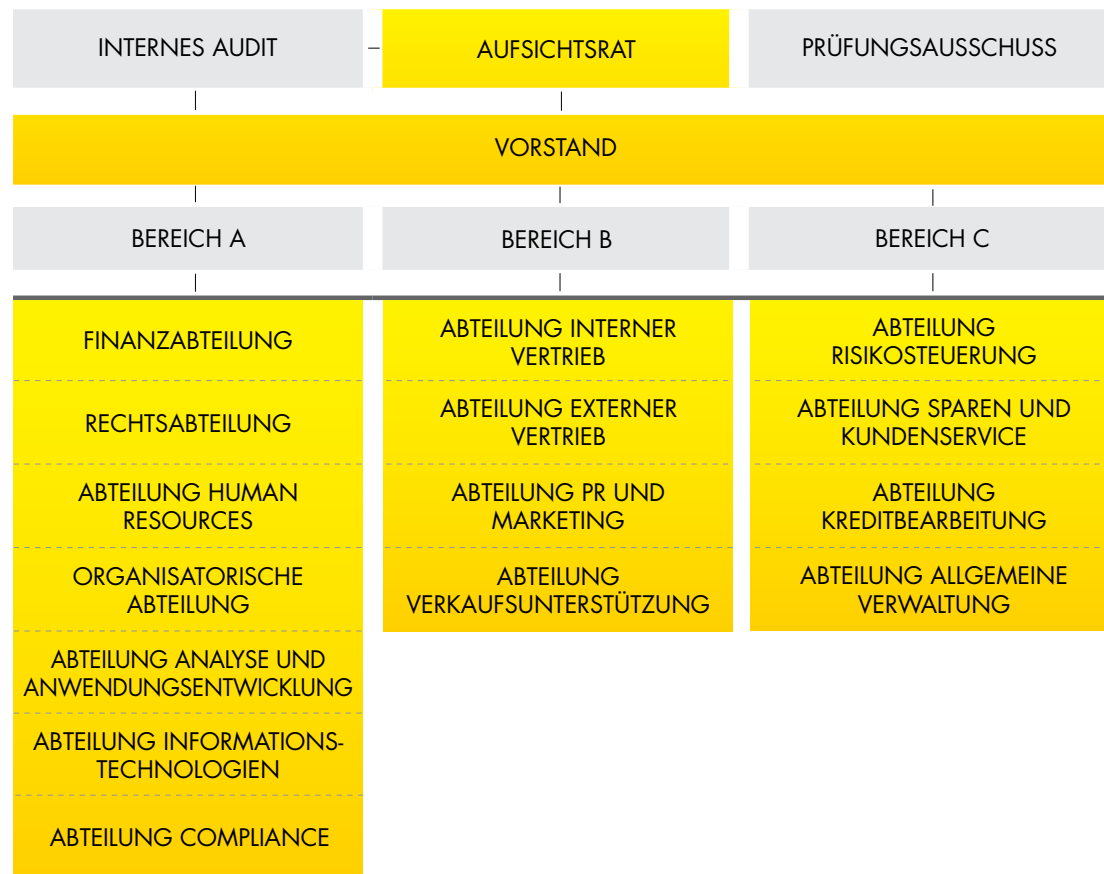 INTERNES AUDIT
AUFSICHTSRAT
PRÜFUNGSAUSSCHUSS
VORSTAND
BEREICH A
BEREICH B
BEREICH C
FINANZABTEILUNG
RECHTSABTEILUNG
ABTEILUNG HUMAN
RESOURCES
ORGANISATORISCHE
ABTEILUNG
ABTEILUNG ANALYSE UND
ANWENDUNGSENTWICKLUNG
ABTEILUNG INFORMATIONS-
TECHNOLOGIEN
ABTEILUNG COMPLIANCE
ABTEILUNG INTERNER
VERTRIEB
ABTEILUNG EXTERNER
VERTRIEB
ABTEILUNG PR UND
MARKETING
ABTEILUNG
VERKAUFSUNTERSTÜTZUNG
ABTEILUNG
RISIKOSTEUERUNG
ABTEILUNG SPAREN UND
KUNDENSERVICE
ABTEILUNG
KREDITBEARBEITUNG
ABTEILUNG ALLGEMEINE
VERWALTUNG